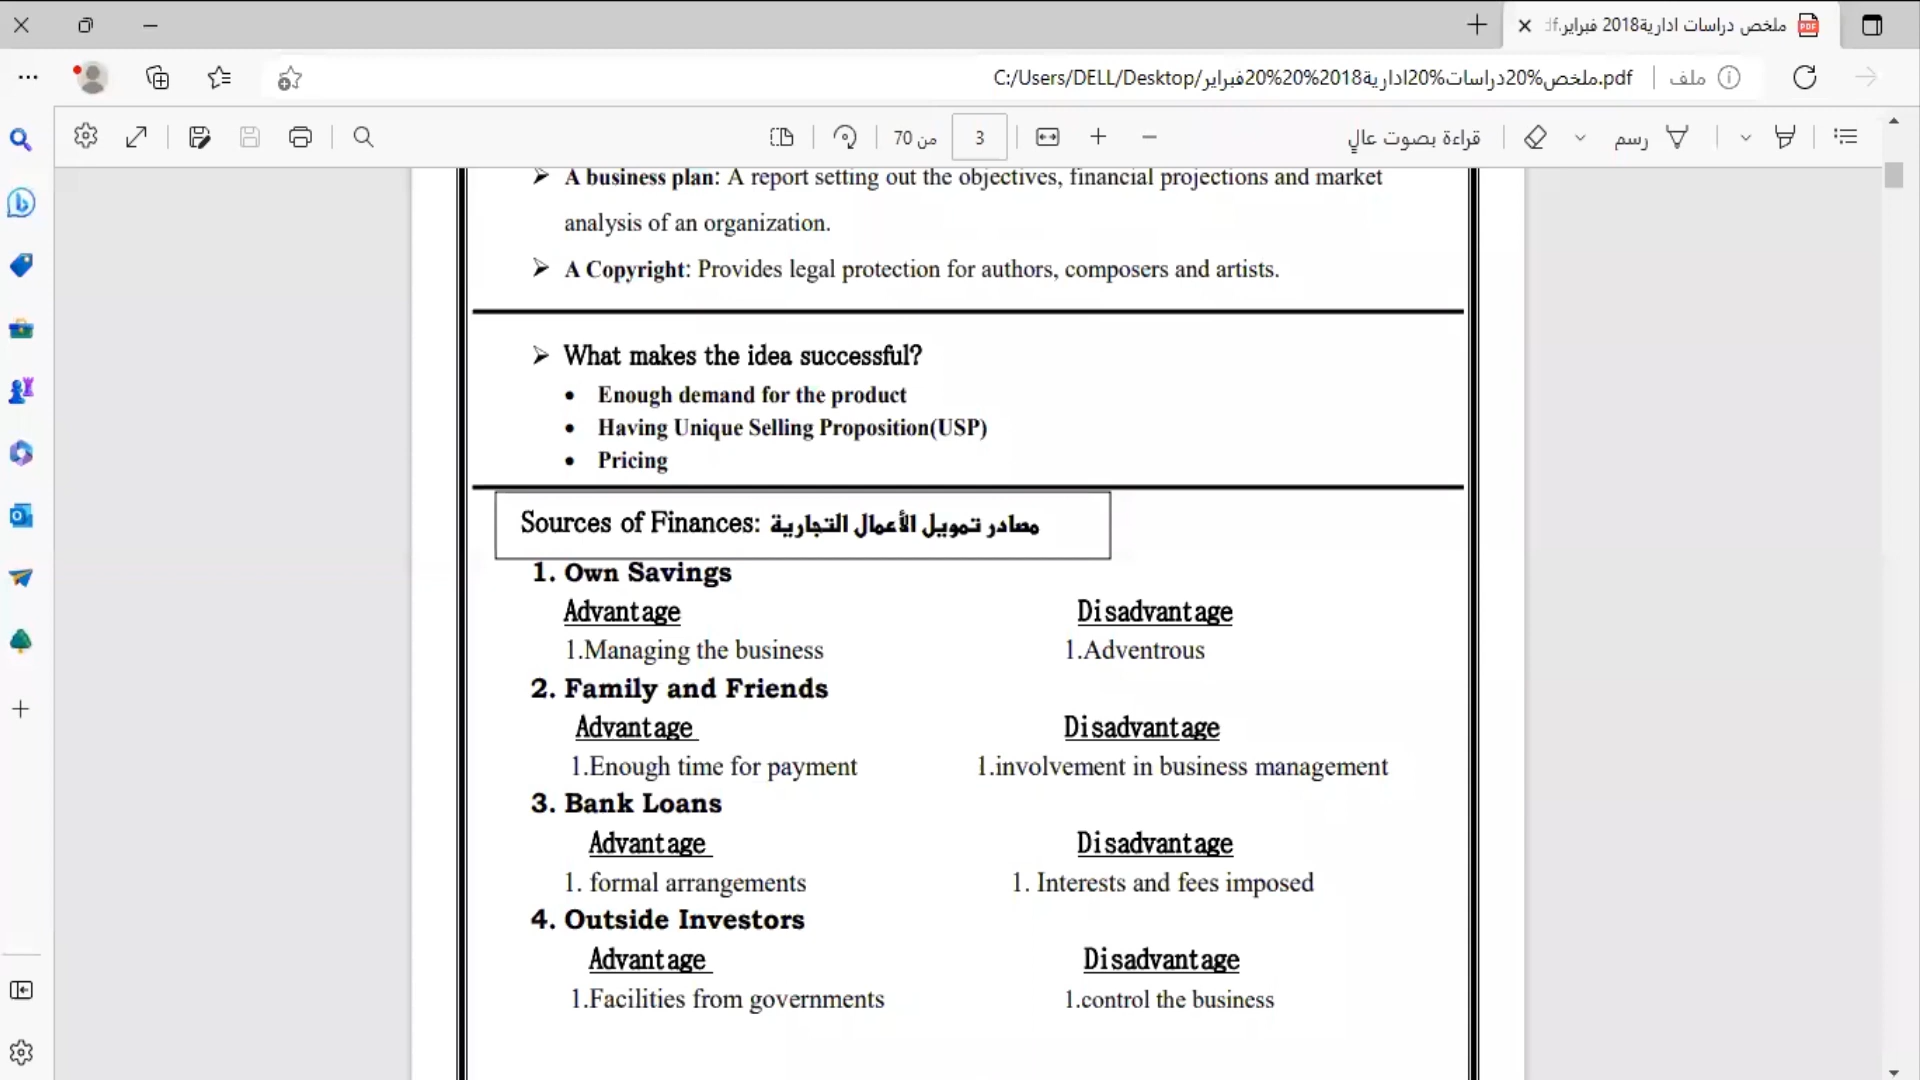 ملخص دراسات ادارية2018 فبراير.df
C:/Users/DELL/Desktop/ملخص%20دراسات%20ادارية2018%20%20فبراير.pdf
ملف
3
من 70
قراءة بصوت عالٍ
رسم
A business plan: A report setting out the objectives, financial projections and market
analysis of an organization.
A Copyright: Provides legal protection for authors, composers and artists.
What makes the idea successful?
Enough demand for the product
Having Unique Selling Proposition(USP)
Pricing
Sources of Finances: مصادر تمويل الأعمال التجارية
1. Own Savings
Advantage Disadvantage
1.Managing the business 1.Adventrous
2. Family and Friends
Advantage Disadvantage
1.Enough time for payment 1.involvement in business management
3. Bank Loans
Advantage Disadvantage
1. formal arrangements 1. Interests and fees imposed
4. Outside Investors
Advantage Disadvantage
1.Facilities from governments 1.control the business